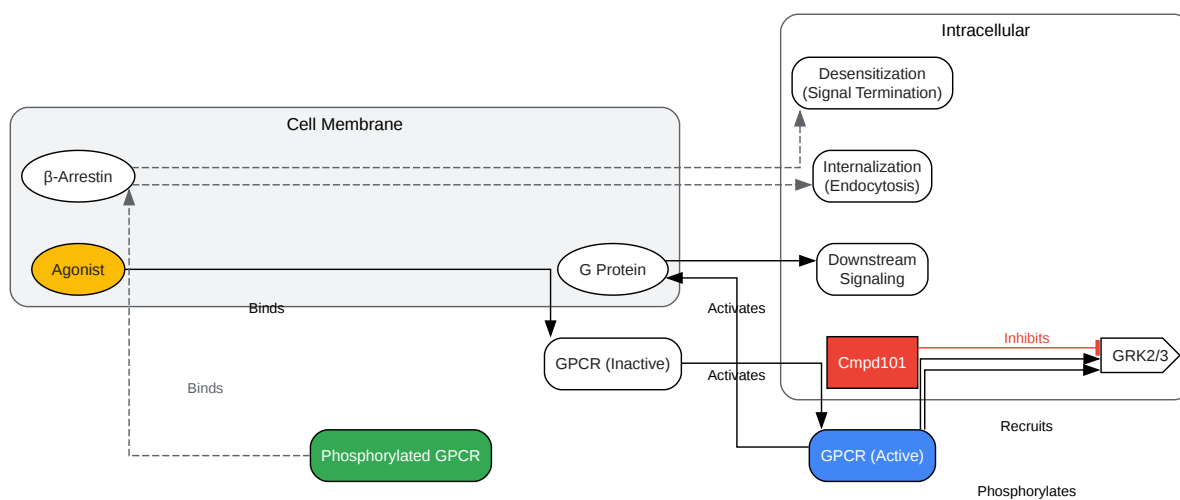 Intracellular
Desensitization
(Signal Termination)
Cell Membrane
β-Arrestin
Internalization
(Endocytosis)
Agonist
G Protein
Downstream
Signaling
Binds
Activates
Inhibits
GPCR (Inactive)
Activates
Cmpd101
GRK2/3
Binds
Recruits
Phosphorylated GPCR
GPCR (Active)
Phosphorylates